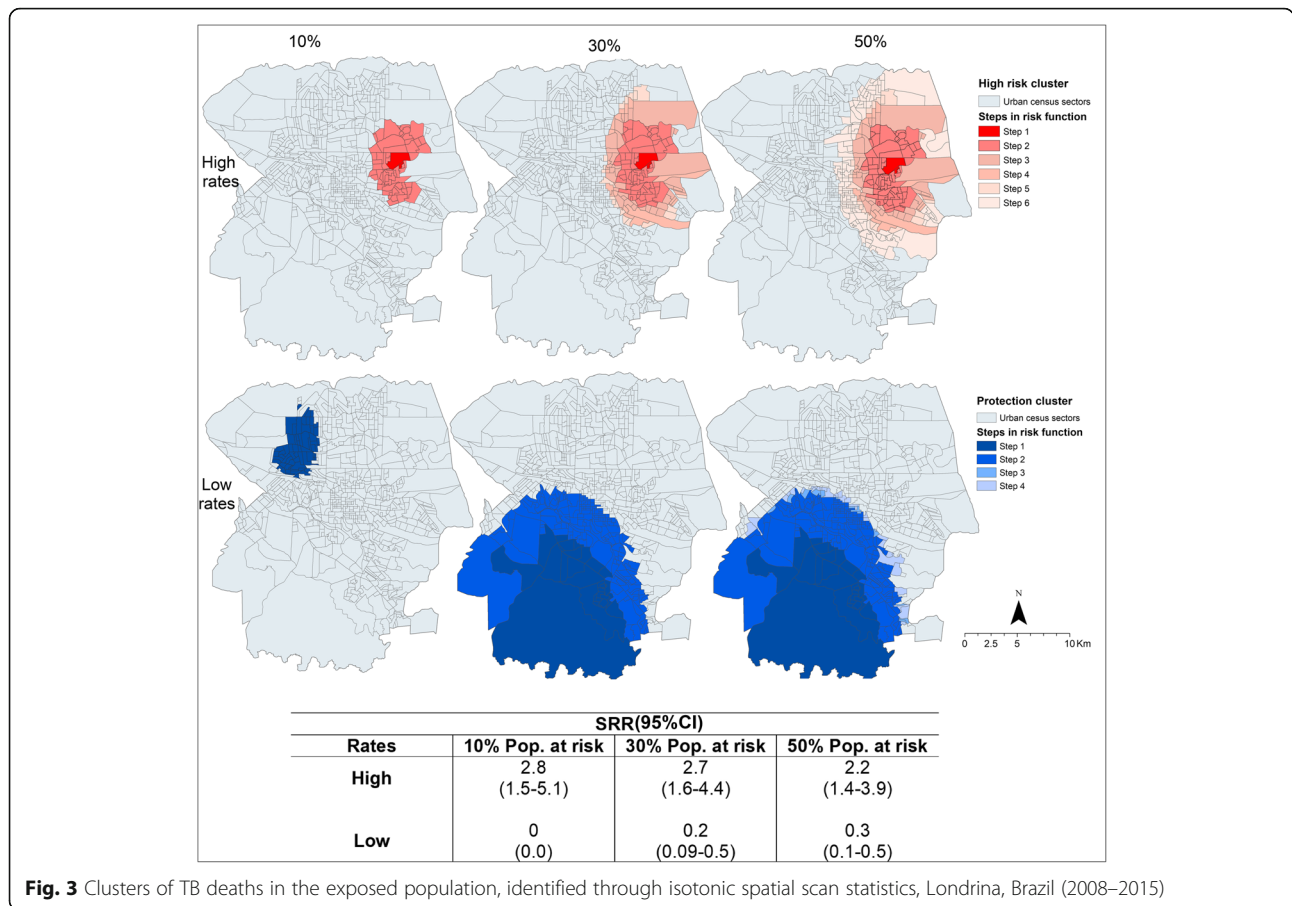 10%
30%
50%
High risk cluster
Urban census sectors
Steps in risk function
Step 1
Step 2
Step 3
Step 4
Step 5
Step 6
High
rates
Protection cluster
Urban cesus sectors
Steps in risk function
Step 1
Step 2
Step 3
Step 4
Low
rates
N
0 2.5 5 10 Km
SRR(95%CI)
Rates 10% Pop. at risk 30% Pop. at risk 50% Pop. at risk
High 2.8 2.7 2.2
(1.5-5.1) (1.6-4.4) (1.4-3.9)
Low 0 0.2 0.3
(0.0) (0.09-0.5) (0.1-0.5)
Fig. 3 Clusters of TB deaths in the exposed population, identified through isotonic spatial scan statistics, Londrina, Brazil (2008–2015)